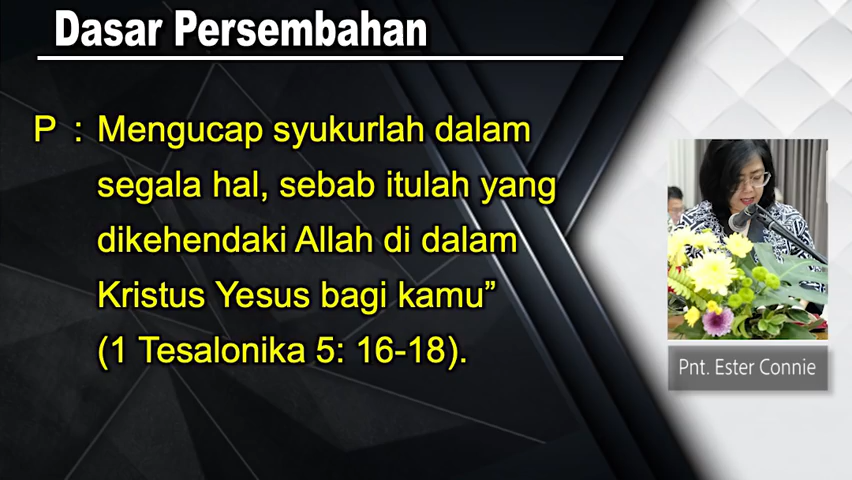 Dasar Persembahan
P : Mengucap syukurlah dalam
segala hal, sebab itulah yang
dikehendaki Allah di dalam
Kristus Yesus bagi kamu”
(1 Tesalonika 5: 16-18).
Pnt. Ester Connie